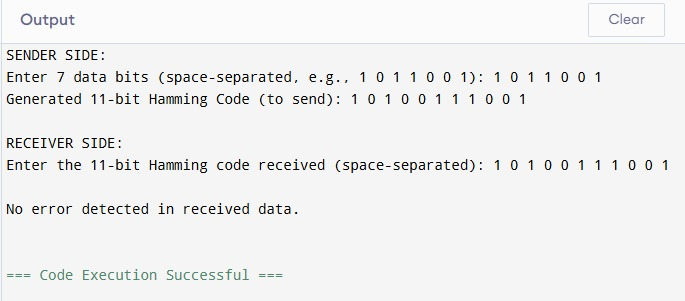 Output
Clear
SENDER SIDE:
Enter 7 data bits (space-separated, e.g., 1 0 1 1 0 0 1): 1 0 1 1 0 0 1
Generated 11-bit Hamming Code (to send): 1 0 1 0 0 1 1 1 0 0 1
RECEIVER SIDE:
Enter the 11-bit Hamming code received (space-separated): 1 0 1 0 0 1 1 1 0 0 1
No error detected in received data.
=== Code Execution Successful ===